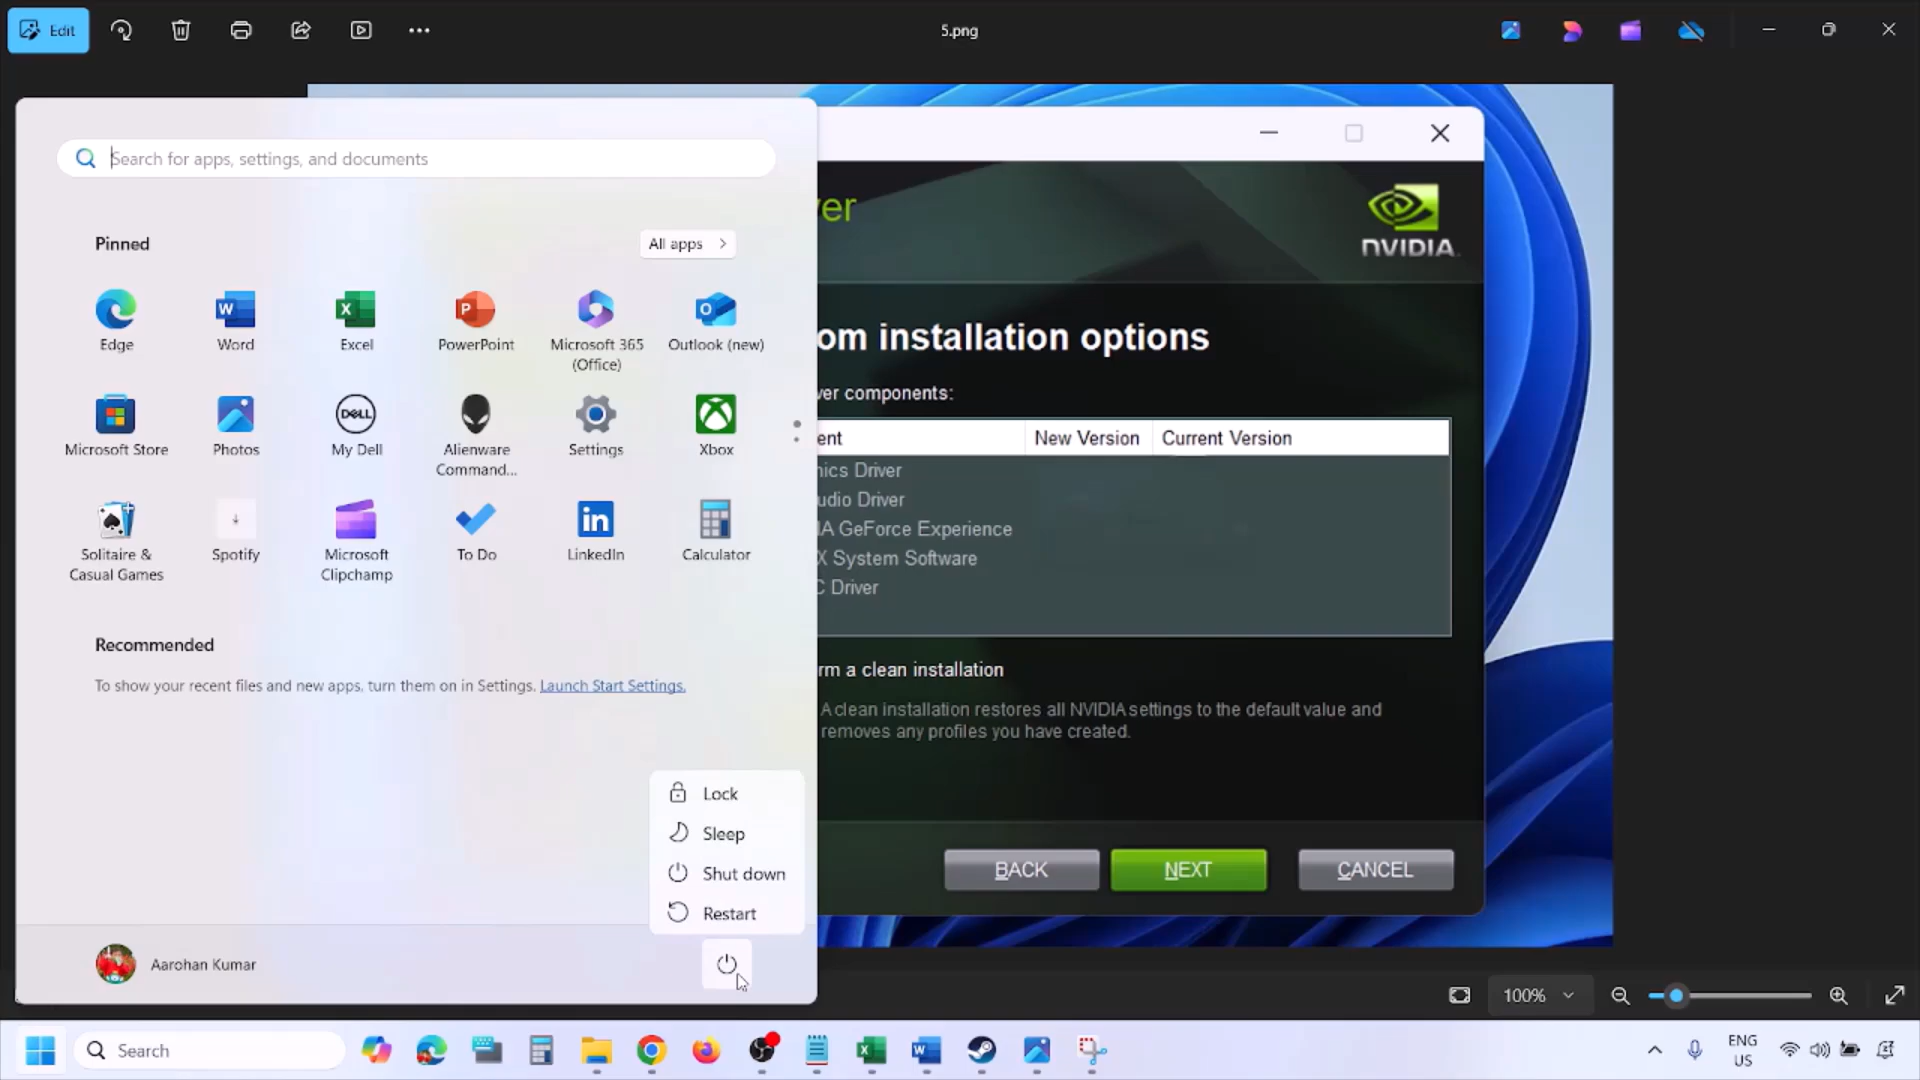 Edit
5.png
Search for apps, settings, and documents
Pinned
All apps
Edge
Word
Excel
PowerPoint
Microsoft 365
(Office)
Outlook (new)
Microsoft Store
Photos
My Dell
Alienware
Command...
Settings
Xbox
Solitaire &
Casual Games
Spotify
Microsoft
Clipchamp
To Do
LinkedIn
Calculator
Recommended
To show your recent files and new apps, turn them on in Settings. Launch Start Settings.
Lock
Sleep
Shut down
Restart
Aarohan Kumar
ver
NVIDIA.
om installation options
ver components:
ent
New Version
Current Version
nics Driver
udio Driver
IA GeForce Experience
X System Software
C Driver
rm a clean installation
A clean installation restores all NVIDIA settings to the default value and
removes any profiles you have created.
BACK
NEXT
CANCEL
100%
Search
ENG
US